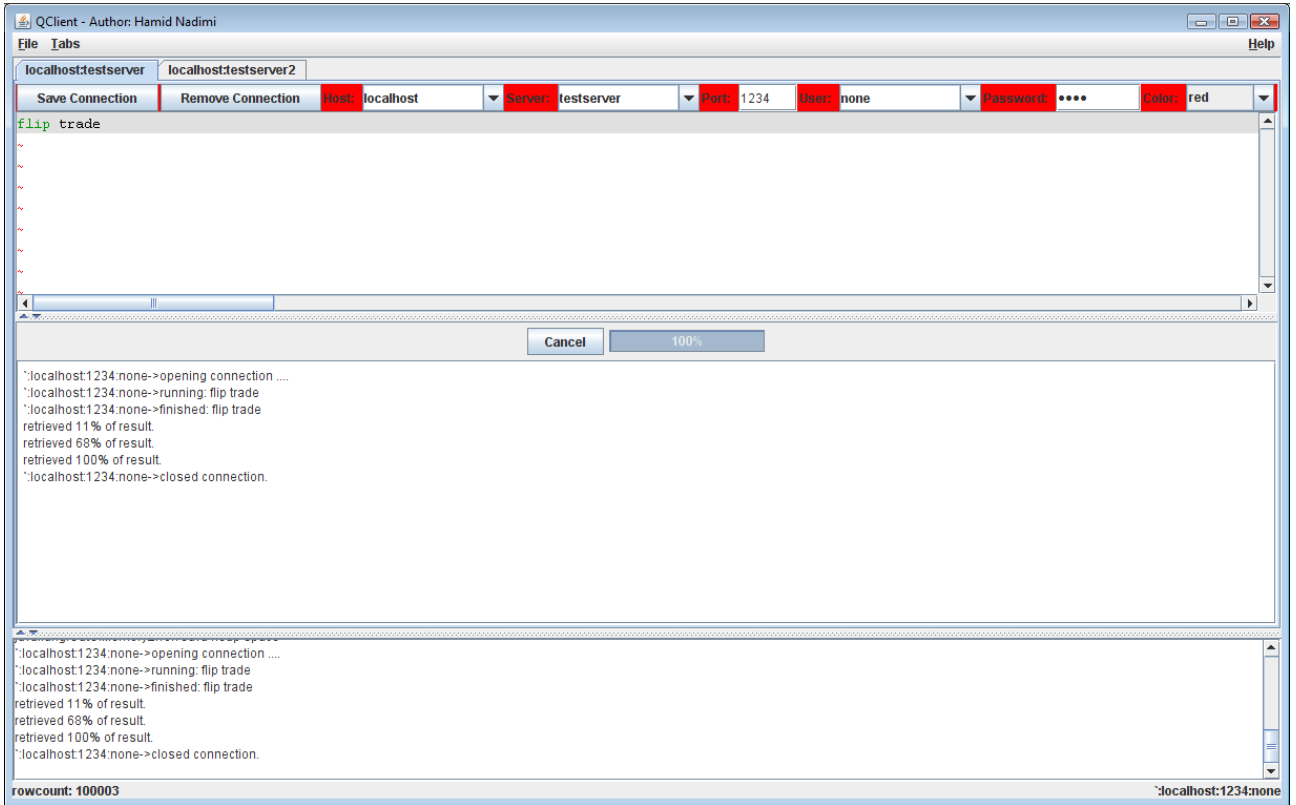 QClient - Author: Hamid Nadimi
File Tabs Help
localhost:testserver localhost:testserver2
Save Connection Remove Connection Host: localhost Server: testserver Port: 1234 User: none Password: •••• Color: red
flip trade
~
~
~
~
~
~
~
~
Cancel 100%
`:localhost:1234:none->opening connection ....
`:localhost:1234:none->running: flip trade
`:localhost:1234:none->finished: flip trade
retrieved 11% of result.
retrieved 68% of result.
retrieved 100% of result.
`:localhost:1234:none->closed connection.
`:localhost:1234:none->opening connection ....
`:localhost:1234:none->running: flip trade
`:localhost:1234:none->finished: flip trade
retrieved 11% of result.
retrieved 68% of result.
retrieved 100% of result.
`:localhost:1234:none->closed connection.
rowcount: 100003 `:localhost:1234:none